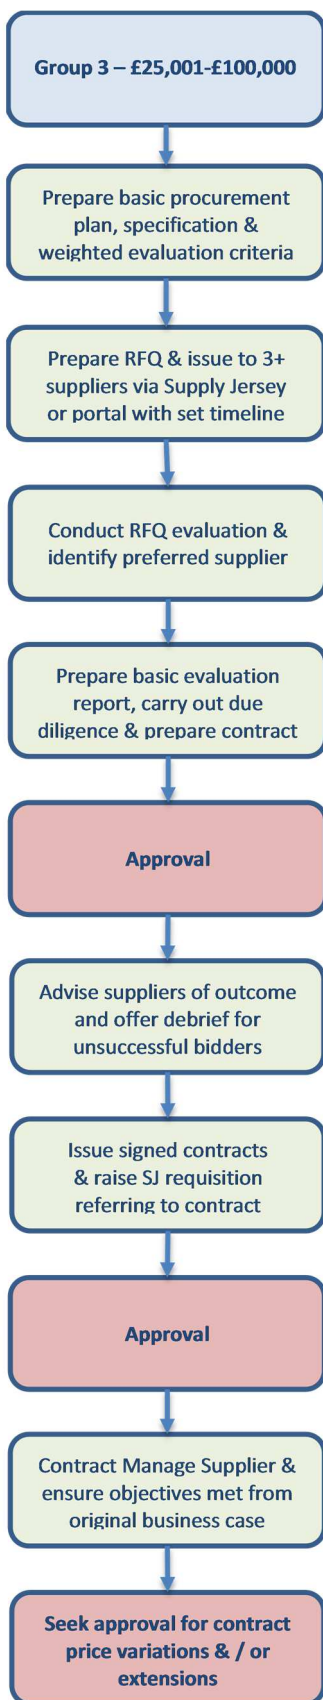 Group 3 – £25,001-£100,000
Prepare basic procurement
plan, specification &
weighted evaluation criteria
Prepare RFQ & issue to 3+
suppliers via Supply Jersey
or portal with set timeline
Conduct RFQ evaluation &
identify preferred supplier
Prepare basic evaluation
report, carry out due
diligence & prepare contract
Approval
Advise suppliers of outcome
and offer debrief for
unsuccessful bidders
Issue signed contracts
& raise SJ requisition
referring to contract
Approval
Contract Manage Supplier &
ensure objectives met from
original business case
Seek approval for contract
price variations & / or
extensions